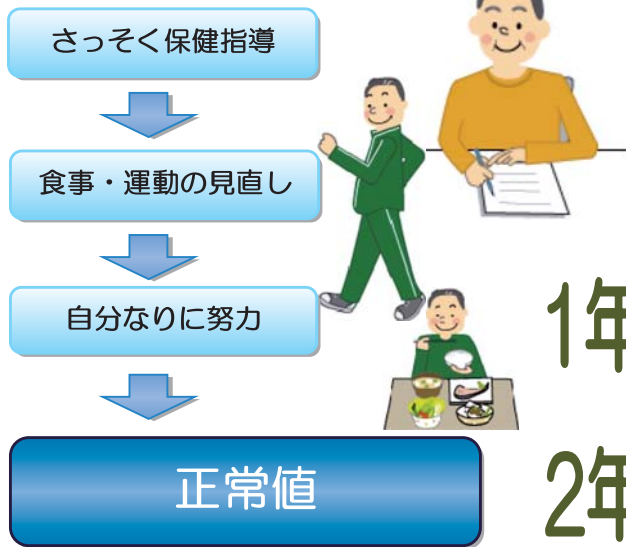 さっそく保健指導
食事・運動の見直し
自分なりに努力
1年
正常値
2年